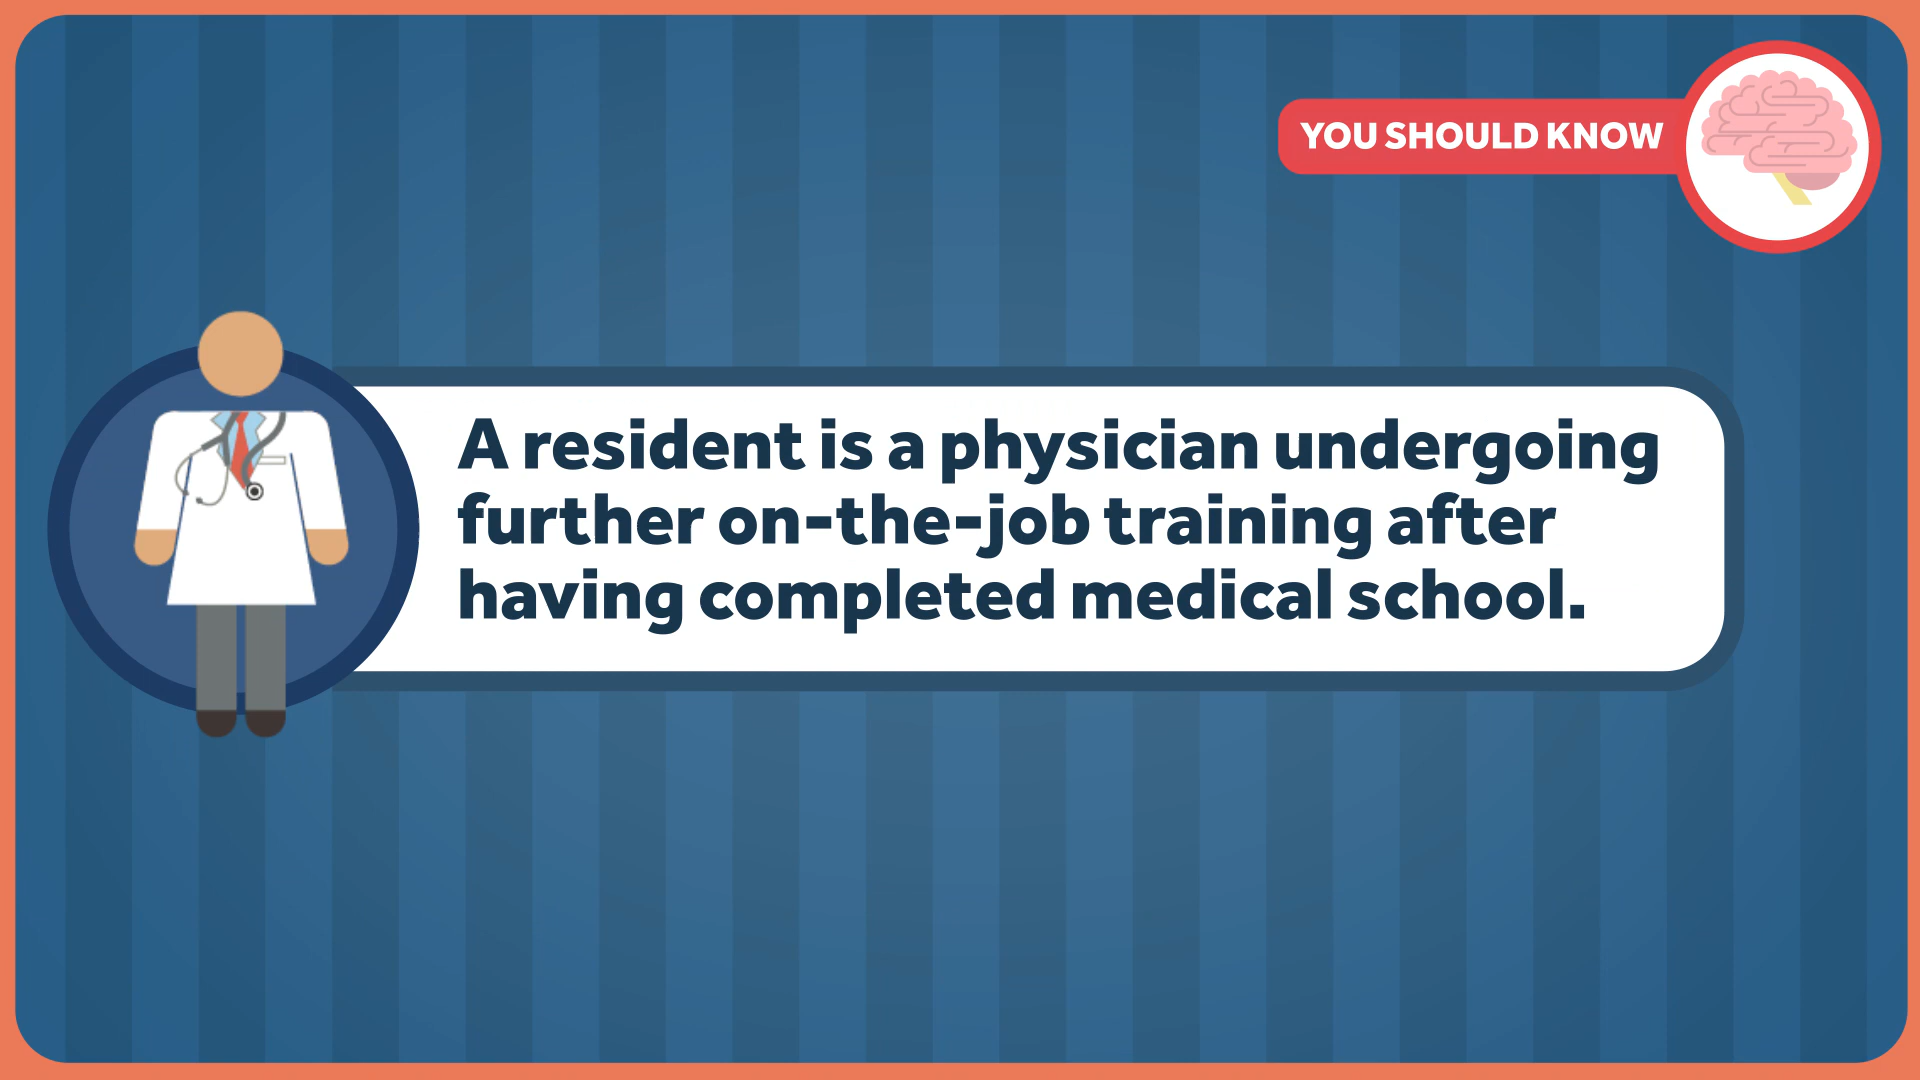 YOU SHOULD KNOW
A resident is a physician undergoing
further on-the-job training after
having completed medical school.